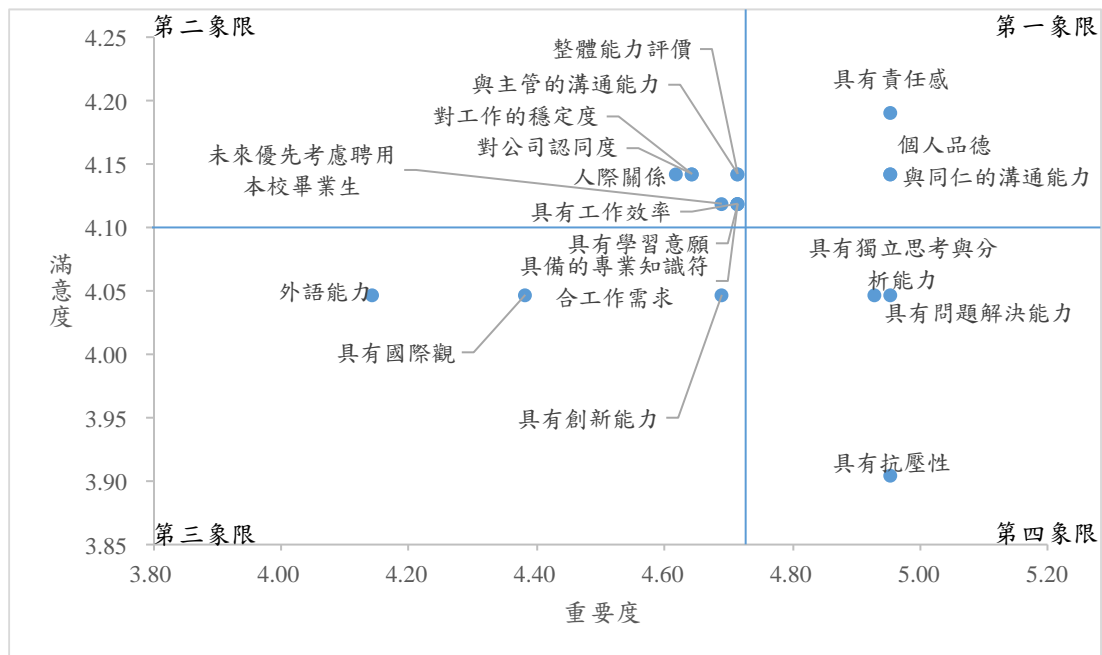 第二象限
第一象限
4.25
4.20
4.15
4.10
4.05
4.00
3.95
3.90
3.85
滿意度
整體能力評價
與主管的溝通能力
對工作的穩定度
對公司認同度
人際關係
未來優先考慮聘用
本校畢業生
具有工作效率
具有學習意願
具備的專業知識符
合工作需求
具有責任感
個人品德
與同仁的溝通能力
具有獨立思考與分
析能力
具有問題解決能力
外語能力
具有國際觀
具有創新能力
具有抗壓性
第三象限
第四象限
3.80
4.00
4.20
4.40
4.60
4.80
5.00
5.20
重要度